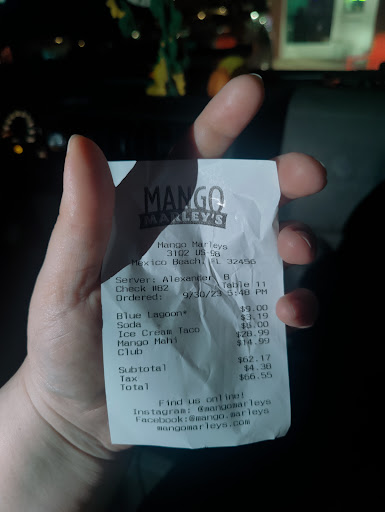 MANGO
MARLEY'S
Mango Marleys
3102 US-98
Mexico Beach, FL 32456
Server: Alexander B
Check #82 Table 11
Ordered: 9/30/23 5:40 PM
Blue Lagoon* $9.00
Soda $3.19
Ice Cream Taco $6.00
Mango Mahi $28.99
Club $14.99
Subtotal $62.17
Tax $4.38
Total $66.55
Find us online!
Instagram: @mangomarleys
Facebook:@mango.marleys
mangomarleys.com